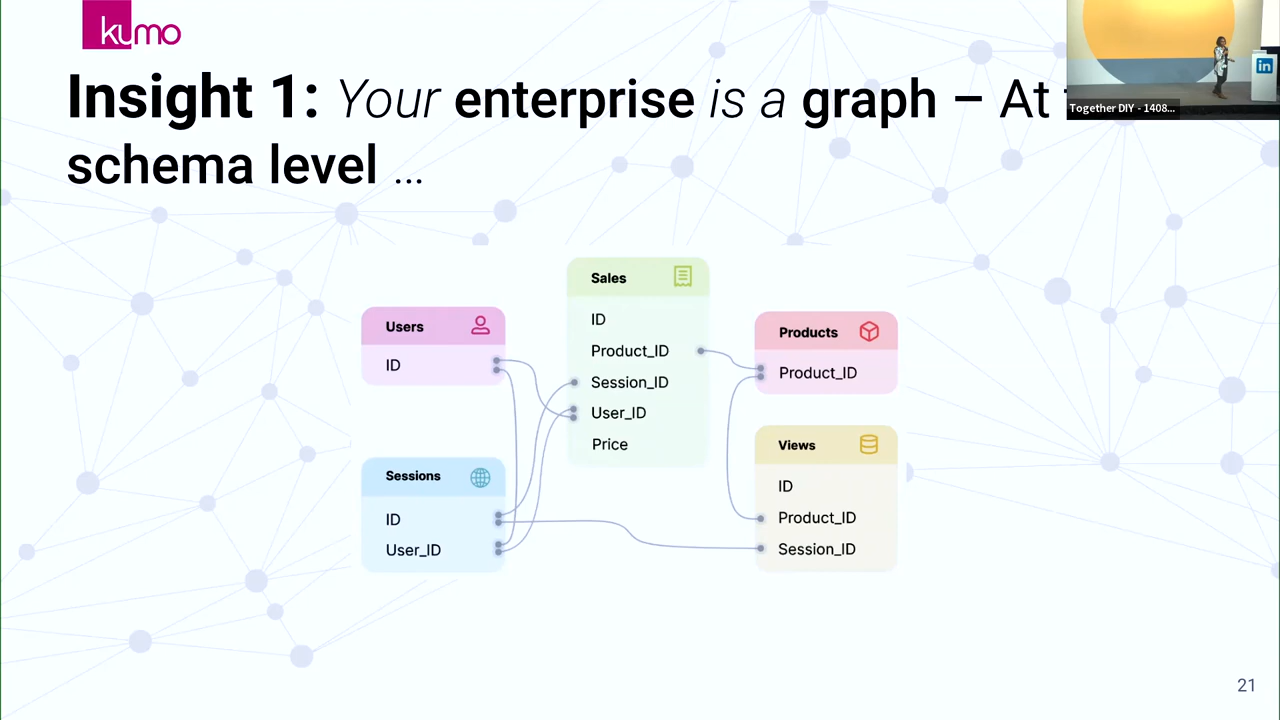 kumo
Insight 1: Your enterprise is a graph – At
schema level ...
in
Together DIY - 1408...
Sales
ID
Product_ID
Session_ID
User_ID
Price
Users
ID
Products
Product_ID
Sessions
ID
User_ID
Views
ID
Product_ID
Session_ID
21